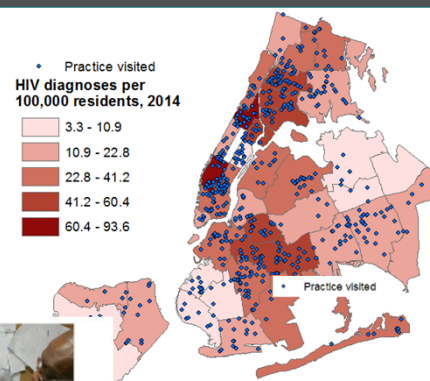 Practice visited
HIV diagnoses per
100,000 residents, 2014
3.3 - 10.9
10.9 - 22.8
22.8 - 41.2
41.2 - 60.4
60.4 - 93.6
Practice visited